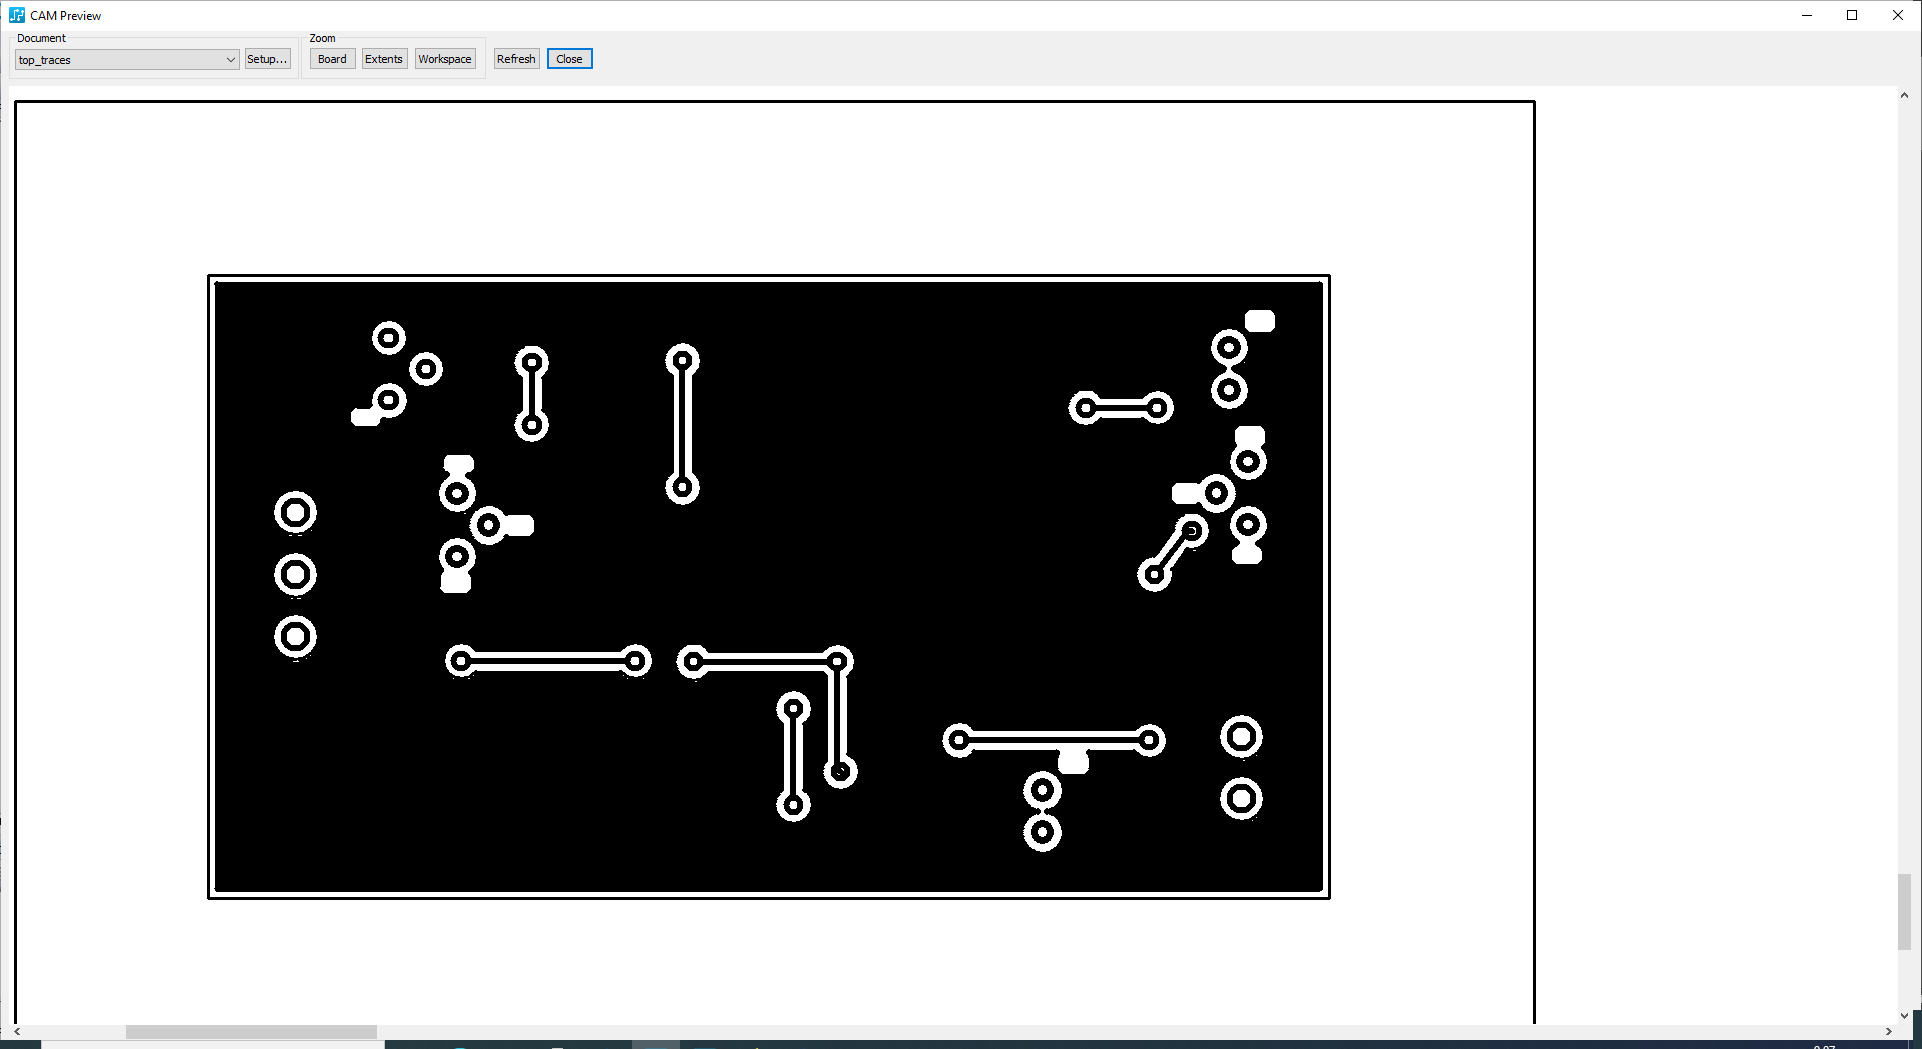 CAM Preview
Document
Zoom
top_traces
Setup...
Board
Extents
Workspace
Refresh
Close